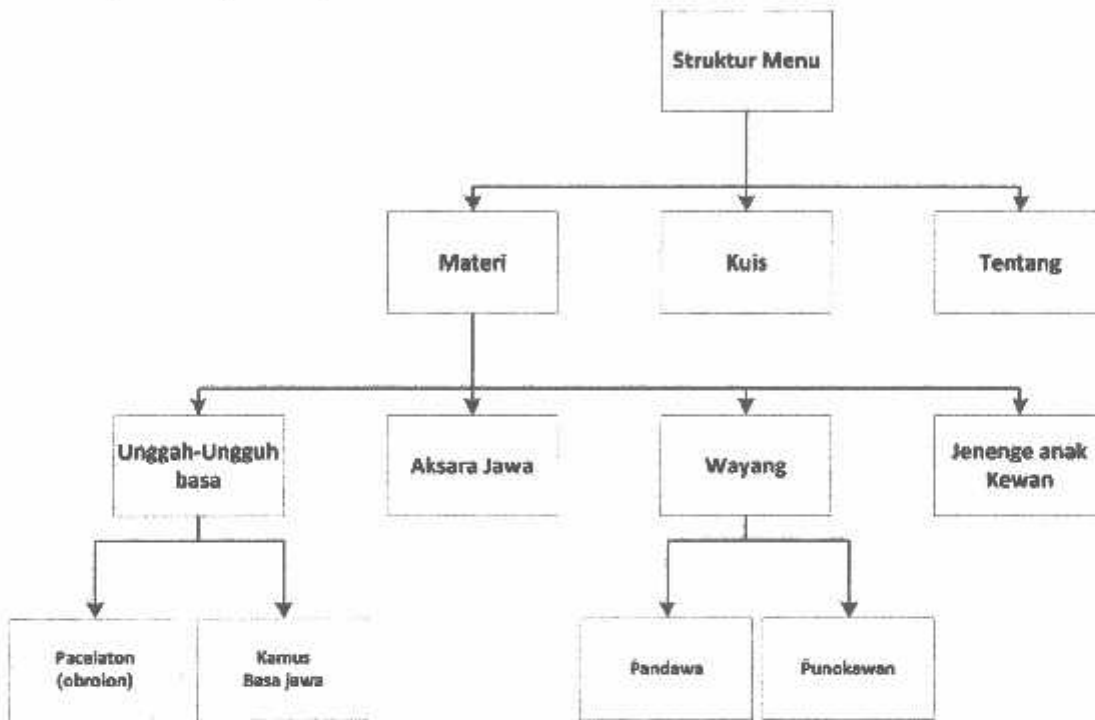 Struktur Menu
Materi
Kuis
Tentang
Unggah-Ungguh
basa
Aksara Jawa
Wayang
Jenenge anak
Kewan
Pacelaton
(obrolon)
Kamus
Basa jawa
Pandawa
Punokawan